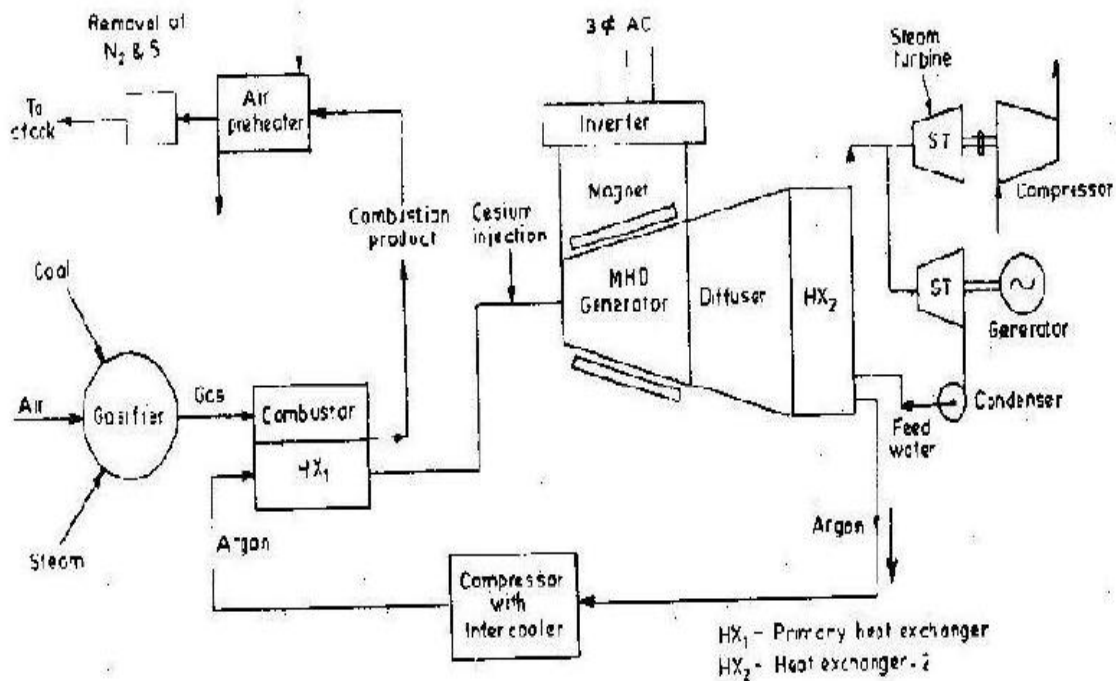 Removal of
N₂ & S
3ϕ AC
Steam
turbine
To
stack
Air
preheater
Inverter
ST
Magnet
Compressor
Combustion
product
Cesium
injection
Coal
MHD
Generator
Diffuser
HX₂
ST
Generator
Air
Gasifier
Gas
Combustor
HX₁
Condenser
Feed
water
Steam
Argon
Argon
Compressor
with
Intercooler
HX₁ - Primary heat exchanger
HX₂ - Heat exchanger - 2